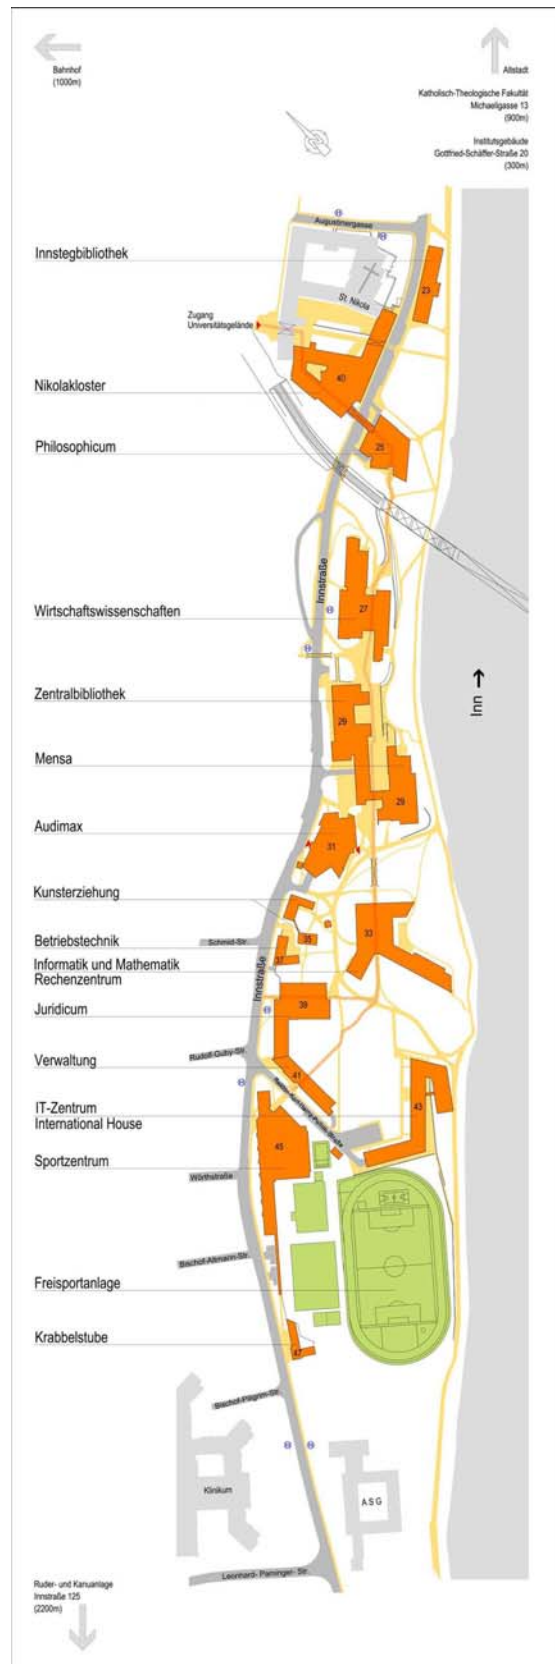 Bahnhof
(1000m)
Altstadt
Katholisch-Theologische Fakultät
Michaeligasse 13
(900m)
Institutsgebäude
Gottfried-Schäffer-Straße 20
(300m)
H
Augustinergasse
H
Innstegbibliothek
23
St. Nikola
Zugang
Universitätsgelände
40
Nikolakloster
Philosophicum
25
Innstraße
Wirtschaftswissenschaften
27
H
H
Zentralbibliothek
29
Inn
Mensa
29
Audimax
31
Kunsterziehung
33
Betriebstechnik
Schmid-Str.
35
37
Informatik und Mathematik
Rechenzentrum
Innstraße
39
Juridicum
H
Rudolf-Guby-Str.
Verwaltung
41
H
43
IT-Zentrum
International House
45
Sportzentrum
Wörthstraße
Bischof-Altmann-Str.
Freisportanlage
Krabbelstube
47
Bischof-Pilgrim-Str.
H
H
Klinikum
ASG
Leonhard- Paminger- Str.
Ruder- und Kanuanlage
Innstraße 125
(2200m)